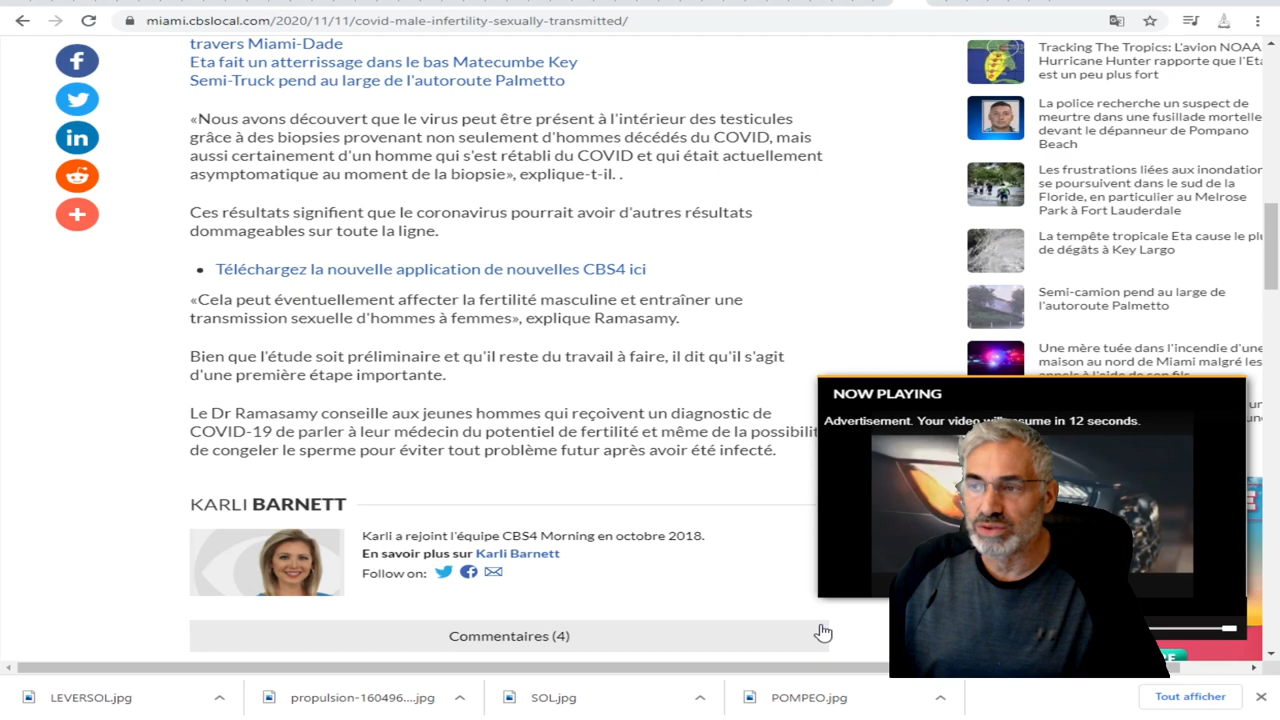 miami.cbslocal.com/2020/11/11/covid-male-infertility-sexually-transmitted/
travers Miami-Dade
Eta fait un atterrissage dans le bas Matecumbe Key
Semi-Truck pend au large de l'autoroute Palmetto
«Nous avons découvert que le virus peut être présent à l'intérieur des testicules
grâce à des biopsies provenant non seulement d'hommes décédés du COVID, mais
aussi certainement d'un homme qui s'est rétabli du COVID et qui était actuellement
asymptomatique au moment de la biopsie», explique-t-il. .
Ces résultats signifient que le coronavirus pourrait avoir d'autres résultats
dommageables sur toute la ligne.
• Téléchargez la nouvelle application de nouvelles CBS4 ici
«Cela peut éventuellement affecter la fertilité masculine et entraîner une
transmission sexuelle d'hommes à femmes», explique Ramasamy.
Bien que l'étude soit préliminaire et qu'il reste du travail à faire, il dit qu'il s'agit
d'une première étape importante.
Le Dr Ramasamy conseille aux jeunes hommes qui reçoivent un diagnostic de
COVID-19 de parler à leur médecin du potentiel de fertilité et même de la possibilit
de congeler le sperme pour éviter tout problème futur après avoir été infecté.
KARLI BARNETT
Karli a rejoint l'équipe CBS4 Morning en octobre 2018.
En savoir plus sur Karli Barnett
Follow on:
Commentaires (4)
Tracking The Tropics: L'avion NOAA
Hurricane Hunter rapporte que l'Eta
est un peu plus fort
La police recherche un suspect de
meurtre dans une fusillade mortelle
devant le dépanneur de Pompano
Beach
Les frustrations liées aux inondation
se poursuivent dans le sud de la
Floride, en particulier au Melrose
Park à Fort Lauderdale
La tempête tropicale Eta cause le plu
de dégâts à Key Largo
Semi-camion pend au large de
l'autoroute Palmetto
Une mère tuée dans l'incendie d'une
maison au nord de Miami malgré les
appels à l'aide de son fils
NOW PLAYING
Advertisement. Your video will resume in 12 seconds.
LEVERSOL.jpg
propulsion-160496....jpg
SOL.jpg
POMPEO.jpg
Tout afficher